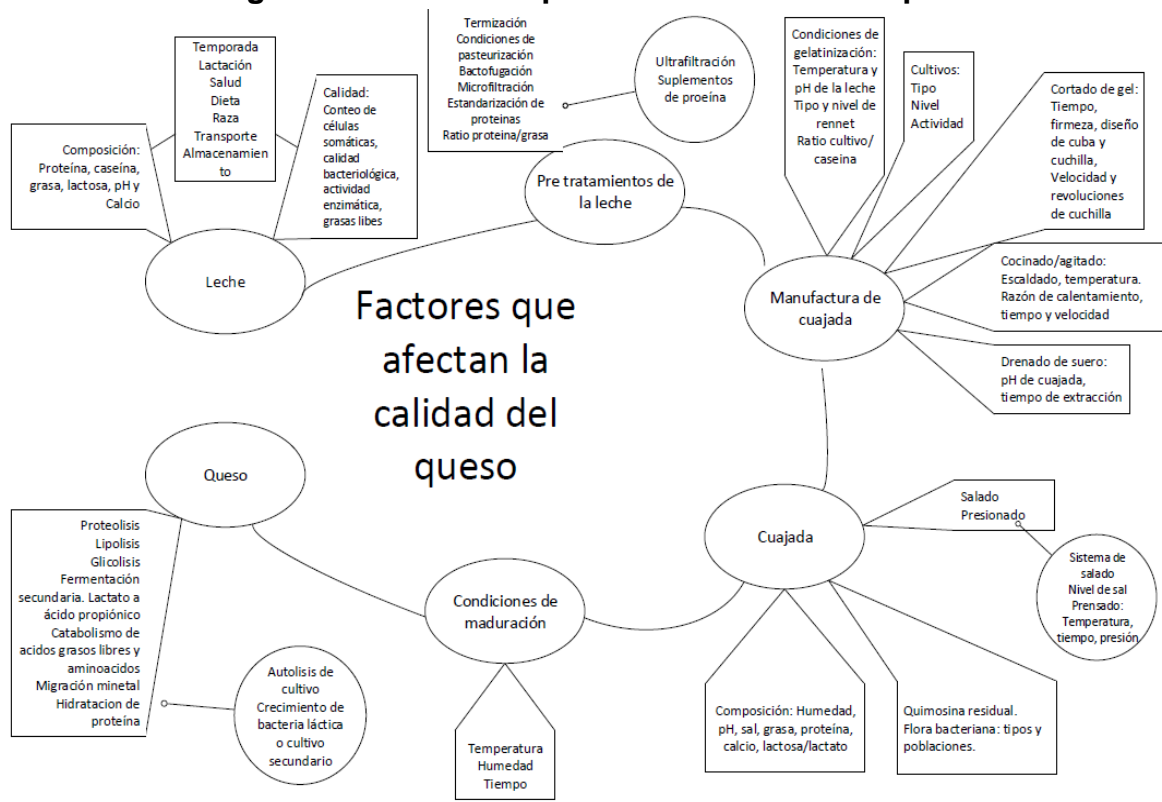 Temporada
Lactación
Salud
Dieta
Raza
Transporte
Almacenamien
to
Composición:
Proteína, caseína,
grasa, lactosa, pH y
Calcio
Calidad:
Conteo de
células
somáticas,
calidad
bacteriológica,
actividad
enzimática,
grasas libes
Leche
Termización
Condiciones de
pasteurización
Bactofugación
Microfiltración
Estandarización de
proteinas
Ratio proteina/grasa
Ultrafiltración
Suplementos
de proeína
Pre tratamientos de
la leche
Condiciones de
gelatinización:
Temperatura y
pH de la leche
Tipo y nivel de
rennet
Ratio cultivo/
caseina
Cultivos:
Tipo
Nivel
Actividad
Cortado de gel:
Tiempo,
firmeza, diseño
de cuba y
cuchilla,
Velocidad y
revoluciones
de cuchilla
Cocinado/agitado:
Escaldado, temperatura.
Razón de calentamiento,
tiempo y velocidad
Drenado de suero:
pH de cuajada,
tiempo de extracción
Manufactura de
cuajada
Factores que
afectan la
calidad del
queso
Cuajada
Salado
Presionado
Sistema de
salado
Nivel de sal
Prensado:
Temperatura,
tiempo, presión
Composición: Humedad,
pH, sal, grasa, proteína,
calcio, lactosa/lactato
Quimosina residual.
Flora bacteriana: tipos y
poblaciones.
Condiciones de
maduración
Temperatura
Humedad
Tiempo
Queso
Proteolisis
Lipolisis
Glicolisis
Fermentación
secundaria. Lactato a
ácido propiónico
Catabolismo de
acidos grasos libres y
aminoacidos
Migración minetal
Hidratacion de
proteína
Autolisis de
cultivo
Crecimiento de
bacteria láctica
o cultivo
secundario